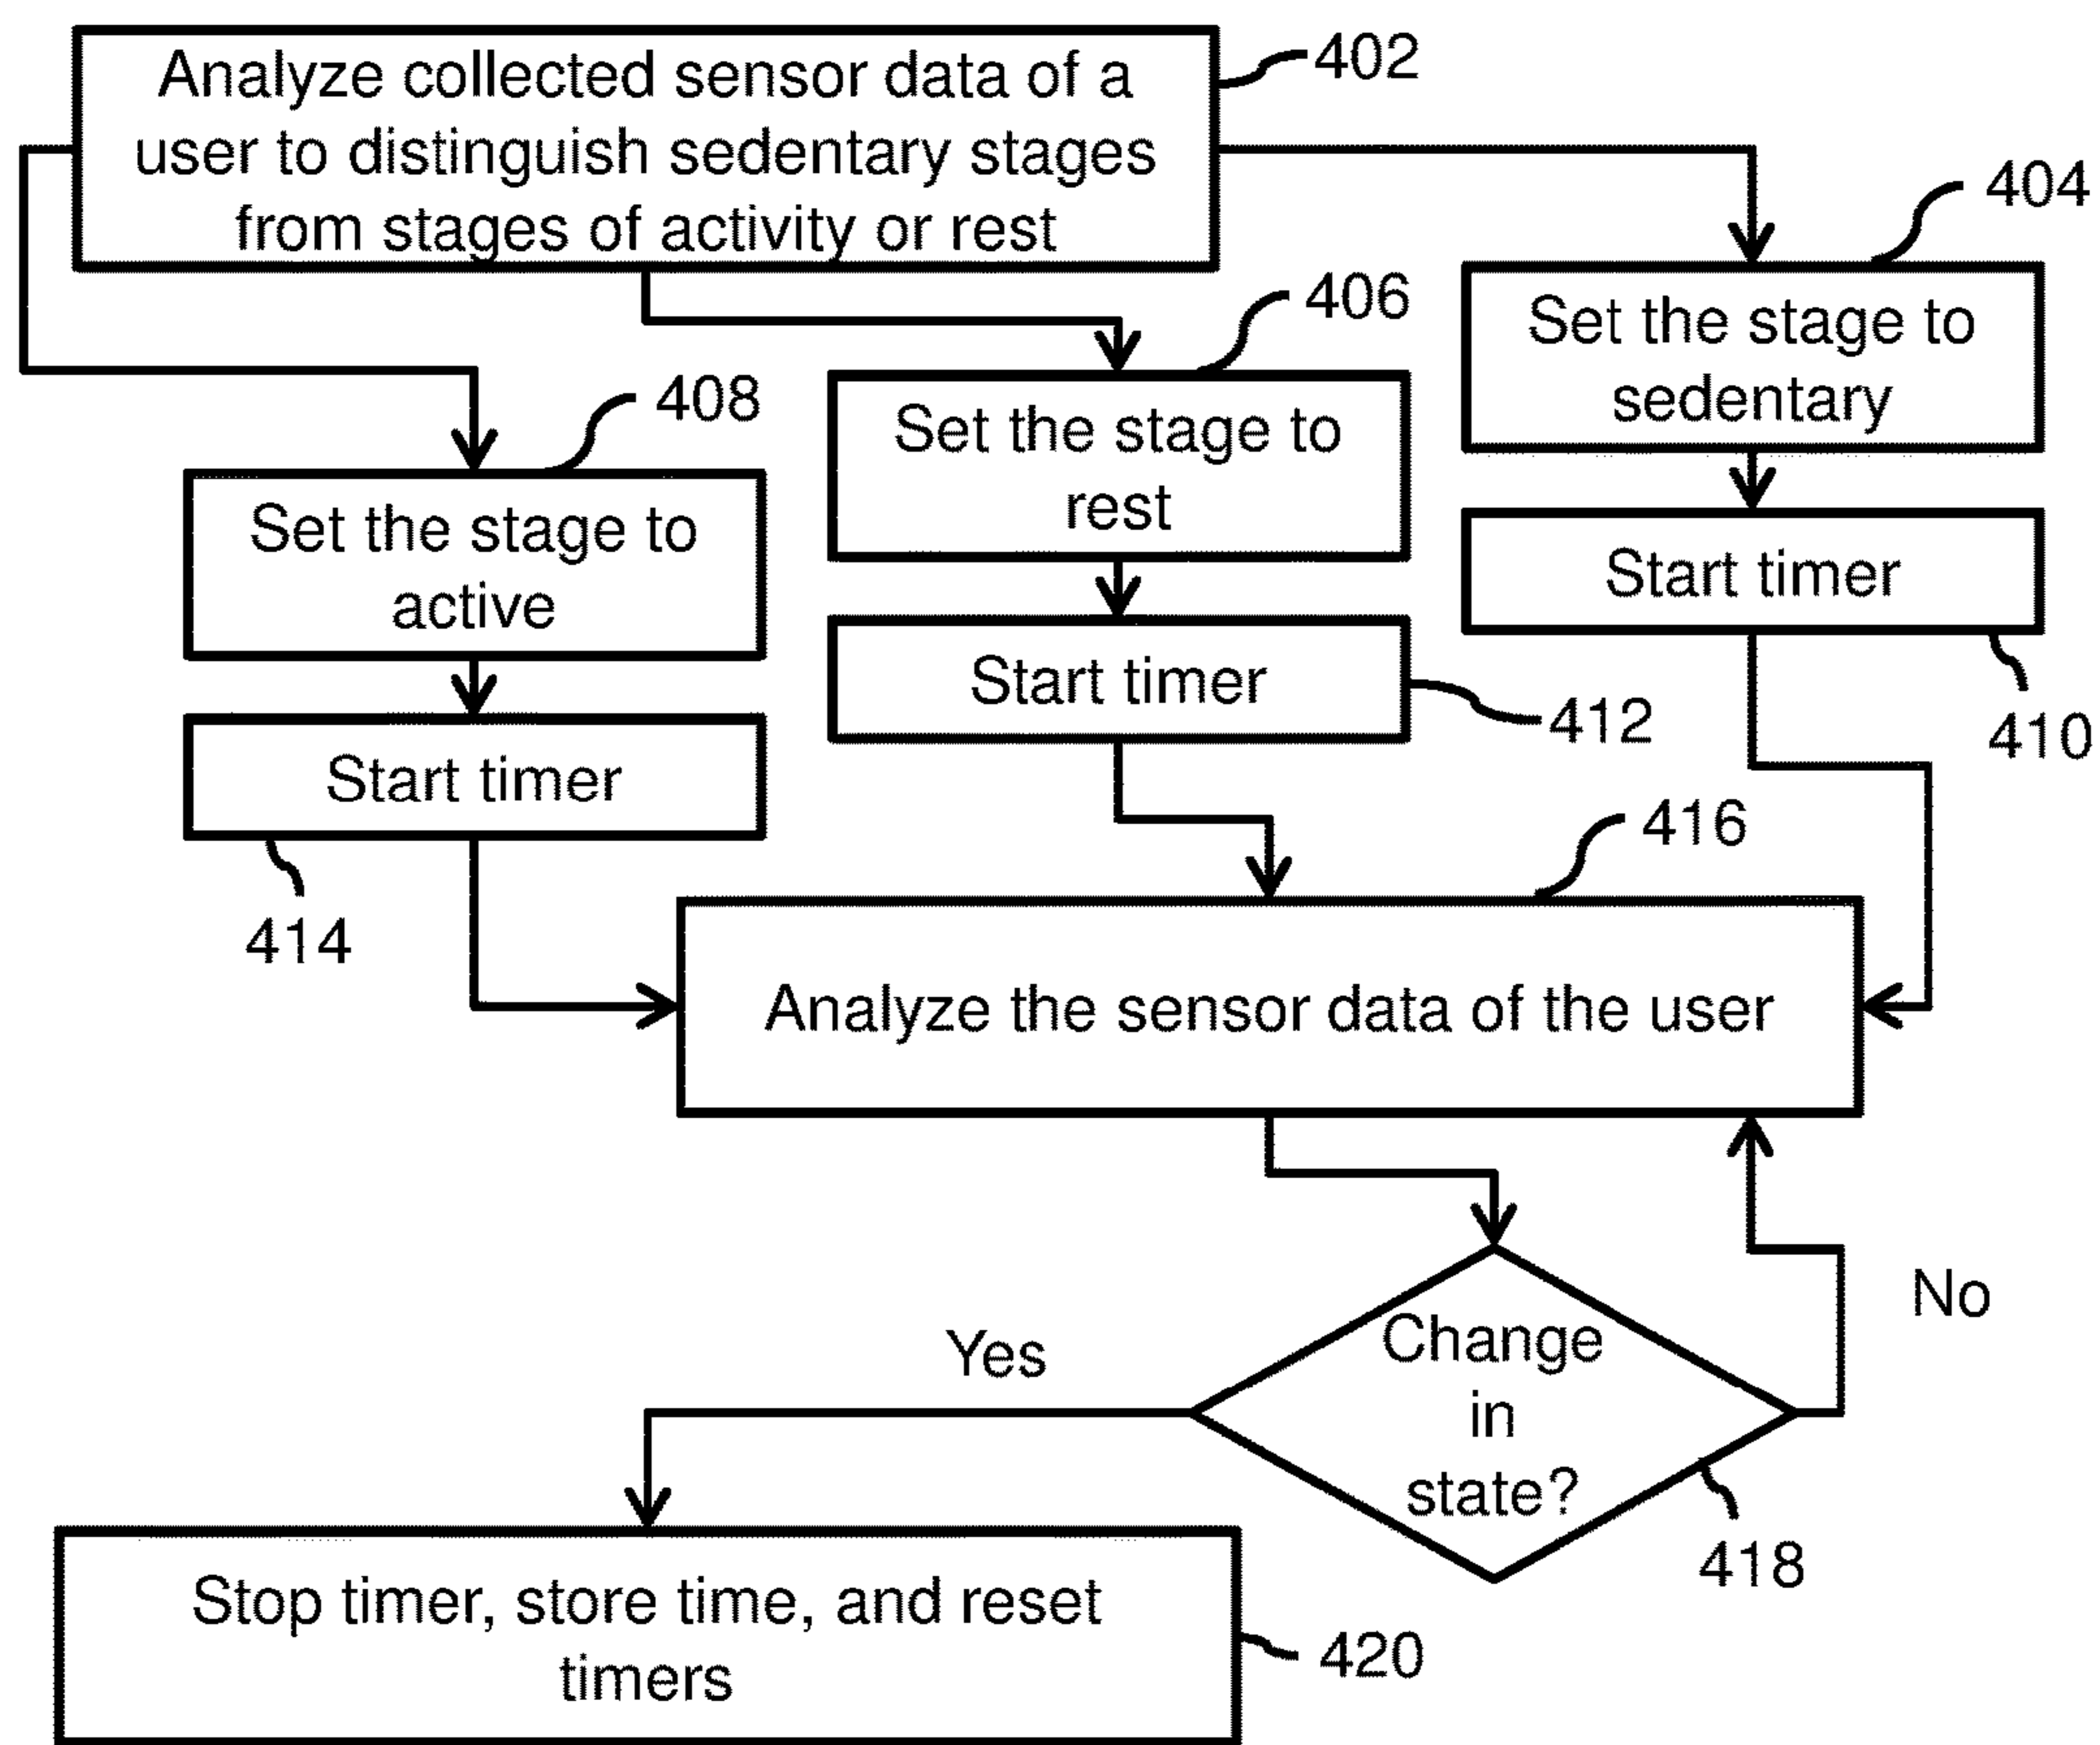 Analyze collected sensor data of a
user to distinguish sedentary stages
from stages of activity or rest
402
404
Set the stage to
sedentary
406
Set the stage to
rest
408
Set the stage to
active
Start timer
410
Start timer
412
Start timer
414
416
Analyze the sensor data of the user
Change
in
state?
No
Yes
418
Stop timer, store time, and reset
timers
420